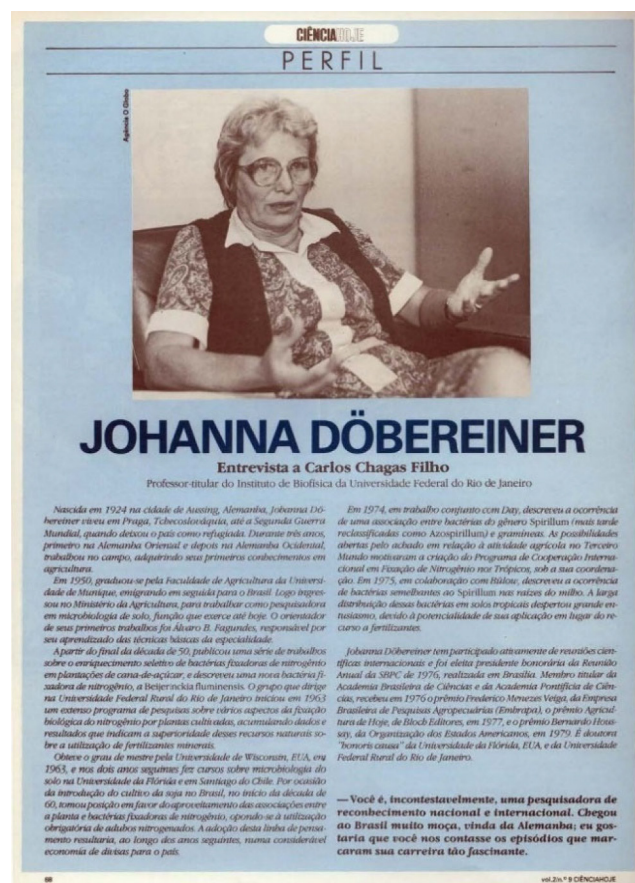 CIÊNCIAHOJE
PERFIL
Agência O Globo
JOHANNA DÖBEREINER
Entrevista a Carlos Chagas Filho
Professor-titular do Instituto de Biofísica da Universidade Federal do Rio de Janeiro
Nascida em 1924 na cidade de Aussing, Alemanha, Johanna Dö-
bereiner viveu em Praga, Tchecoslováquia, até a Segunda Guerra
Mundial, quando deixou o país como refugiada. Durante três anos,
primeiro na Alemanha Oriental e depois na Alemanha Ocidental,
trabalhou no campo, adquirindo seus primeiros conhecimentos em
agricultura.
Em 1950, graduou-se pela Faculdade de Agricultura da Universi-
dade de Munique, emigrando em seguida para o Brasil. Logo ingres-
sou no Ministério da Agricultura, para trabalhar como pesquisadora
em microbiologia de solo, função que exerce até hoje. O orientador
de seus primeiros trabalhos foi Álvaro B. Fagundes, responsável por
seu aprendizado das técnicas básicas da especialidade.
A partir do final da década de 50, publicou uma série de trabalhos
sobre o enriquecimento seletivo de bactérias fixadoras de nitrogênio
em plantações de cana-de-açúcar, e descreveu uma nova bactéria fi-
xadora de nitrogênio, a Beijerinckia fluminensis. O grupo que dirige
na Universidade Federal Rural do Rio de Janeiro iniciou em 1963
um extenso programa de pesquisas sobre vários aspectos da fixação
biológica do nitrogênio por plantas cultivadas, acumulando dados e
resultados que indicam a superioridade desses recursos naturais so-
bre a utilização de fertilizantes minerais.
Obteve o grau de mestre pela Universidade de Wisconsin, EUA, em
1963, e nos dois anos seguintes fez cursos sobre microbiologia do
solo na Universidade da Flórida e em Santiago do Chile. Por ocasião
da introdução do cultivo da soja no Brasil, no início da década de
60, tomou posição em favor do aproveitamento das associações entre
a planta e bactérias fixadoras de nitrogênio, opondo-se à utilização
obrigatória de adubos nitrogenados. A adoção desta linha de pensa-
mento resultaria, ao longo dos anos seguintes, numa considerável
economia de divisas para o país.
Em 1974, em trabalho conjunto com Day, descreveu a ocorrência
de uma associação entre bactérias do gênero Spirillum (mais tarde
reclassificadas como Azospirillum) e gramíneas. As possibilidades
abertas pelo achado em relação à atividade agrícola no Terceiro
Mundo motivaram a criação do Programa de Cooperação Interna-
cional em Fixação de Nitrogênio nos Trópicos, sob a sua coordena-
ção. Em 1975, em colaboração com Bülow, descreveu a ocorrência
de bactérias semelhantes ao Spirillum nas raízes do milho. A larga
distribuição dessas bactérias em solos tropicais despertou grande en-
tusiasmo, devido à potencialidade de sua aplicação em lugar do re-
curso a fertilizantes.
Johanna Döbereiner tem participado ativamente de reuniões cien-
tíficas internacionais e foi eleita presidente honorária da Reunião
Anual da SBPC de 1976, realizada em Brasília. Membro titular da
Academia Brasileira de Ciências e da Academia Pontifícia de Ciên-
cias, recebeu em 1976 o prêmio Frederico Menezes Veiga, da Empresa
Brasileira de Pesquisas Agropecuárias (Embrapa), o prêmio Agricul-
tura de Hoje, de Bloch Editores, em 1977, e o prêmio Bernardo Hous-
say, da Organização dos Estados Americanos, em 1979. É doutora
"honoris causa" da Universidade da Flórida, EUA, e da Universidade
Federal Rural do Rio de Janeiro.
— Você é, incontestavelmente, uma pesquisadora de
reconhecimento nacional e internacional. Chegou
ao Brasil muito moça, vinda da Alemanha; eu gos-
taria que você nos contasse os episódios que mar-
caram sua carreira tão fascinante.
68
vol.2/n.º 9 CIÊNCIAHOJE